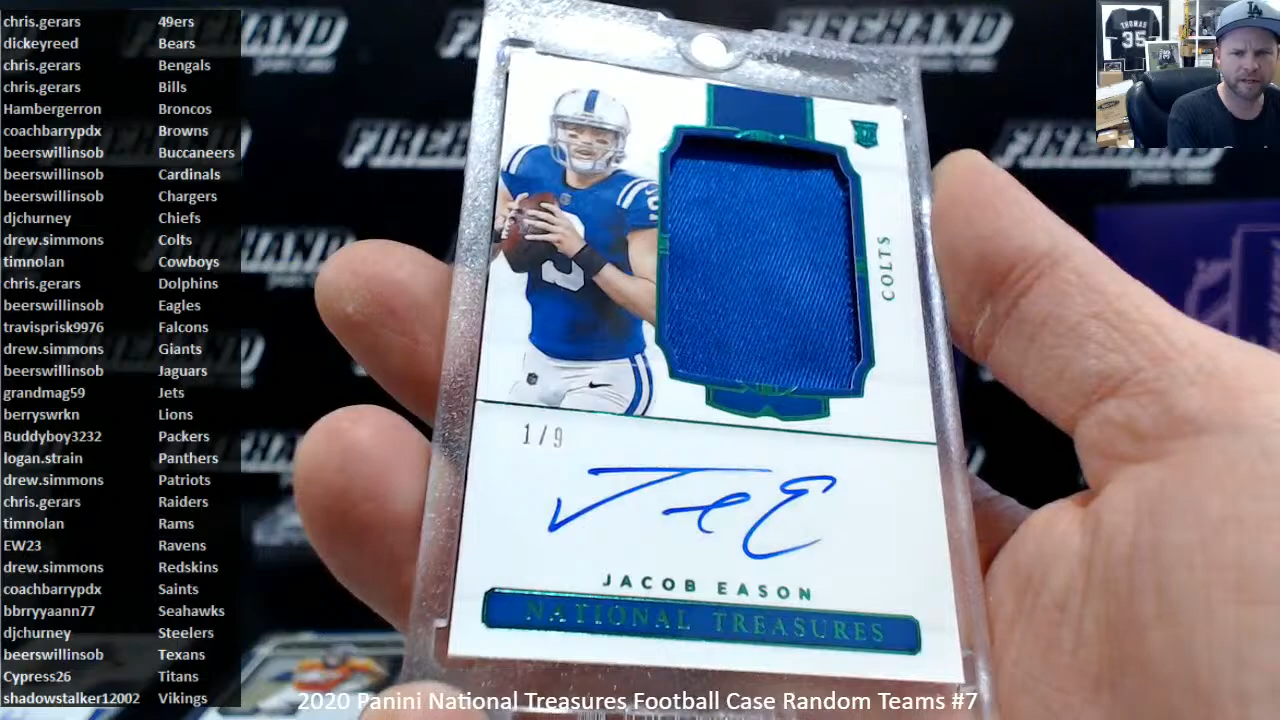 chris.gerars 49ers
dickeyreed Bears
chris.gerars Bengals
chris.gerars Bills
Hambergerron Broncos
coachbarrypdx Browns
beerswillinsob Buccaneers
beerswillinsob Cardinals
beerswillinsob Chargers
djchurney Chiefs
drew.simmons Colts
timnolan Cowboys
chris.gerars Dolphins
beerswillinsob Eagles
travisprisk9976 Falcons
drew.simmons Giants
beerswillinsob Jaguars
grandmag59 Jets
berryswrkn Lions
Buddyboy3232 Packers
logan.strain Panthers
drew.simmons Patriots
chris.gerars Raiders
timnolan Rams
EW23 Ravens
drew.simmons Redskins
coachbarrypdx Saints
bbrryyaann77 Seahawks
djchurney Steelers
beerswillinsob Texans
Cypress26 Titans
shadowstalker12002 Vikings
FIREHAND
THOMAS
35
LA
RC
COLTS
1/9
JACOB EASON
NATIONAL TREASURES
2020 Panini National Treasures Football Case Random Teams #7